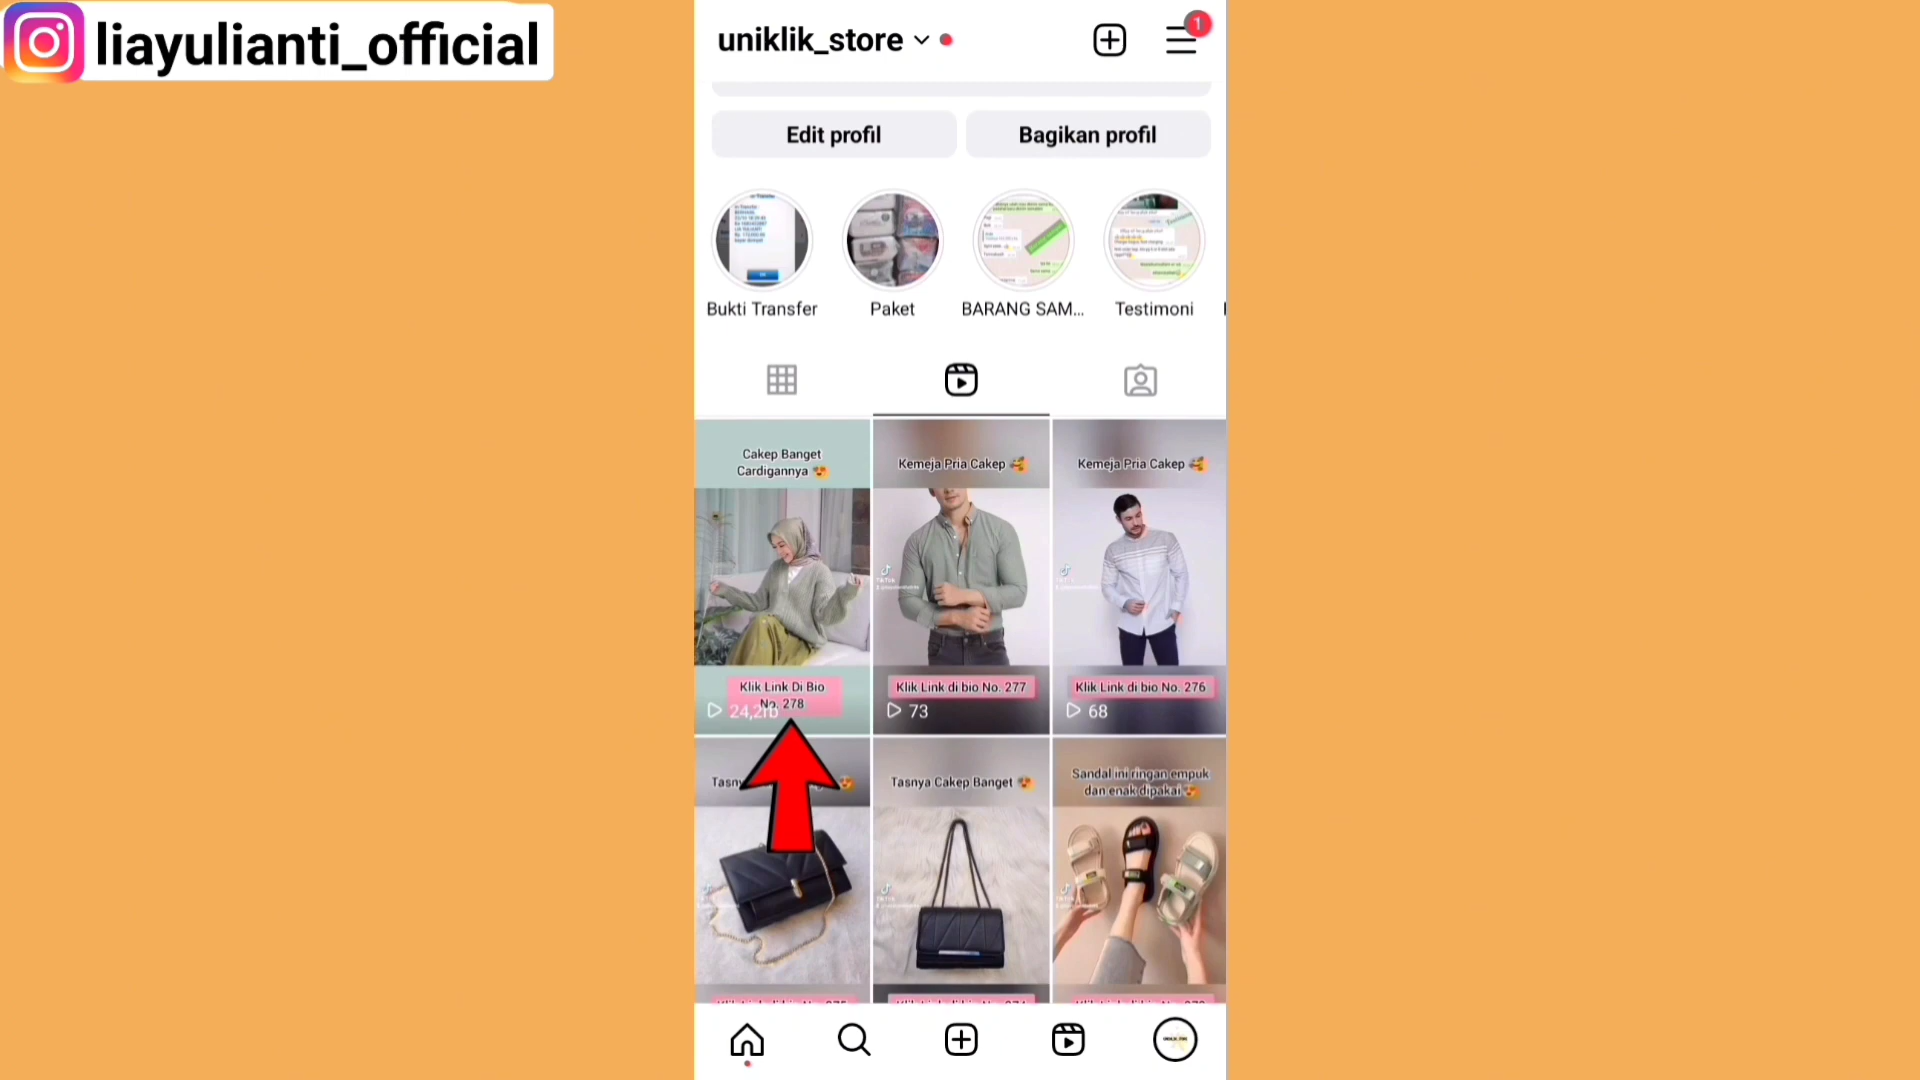 liayulianti_official
uniklik_store
1
Edit profil
Bagikan profil
Bukti Transfer
Paket
BARANG SAM...
Testimoni
Cakep Banget
Cardigannya
Klik Link Di Bio
No. 278
24,2rb
Kemeja Pria Cakep
Klik Link di bio No. 277
73
Kemeja Pria Cakep
Klik Link di bio No. 276
68
Tasnya Cakep Banget
Sandal ini ringan empuk
dan enak dipakai